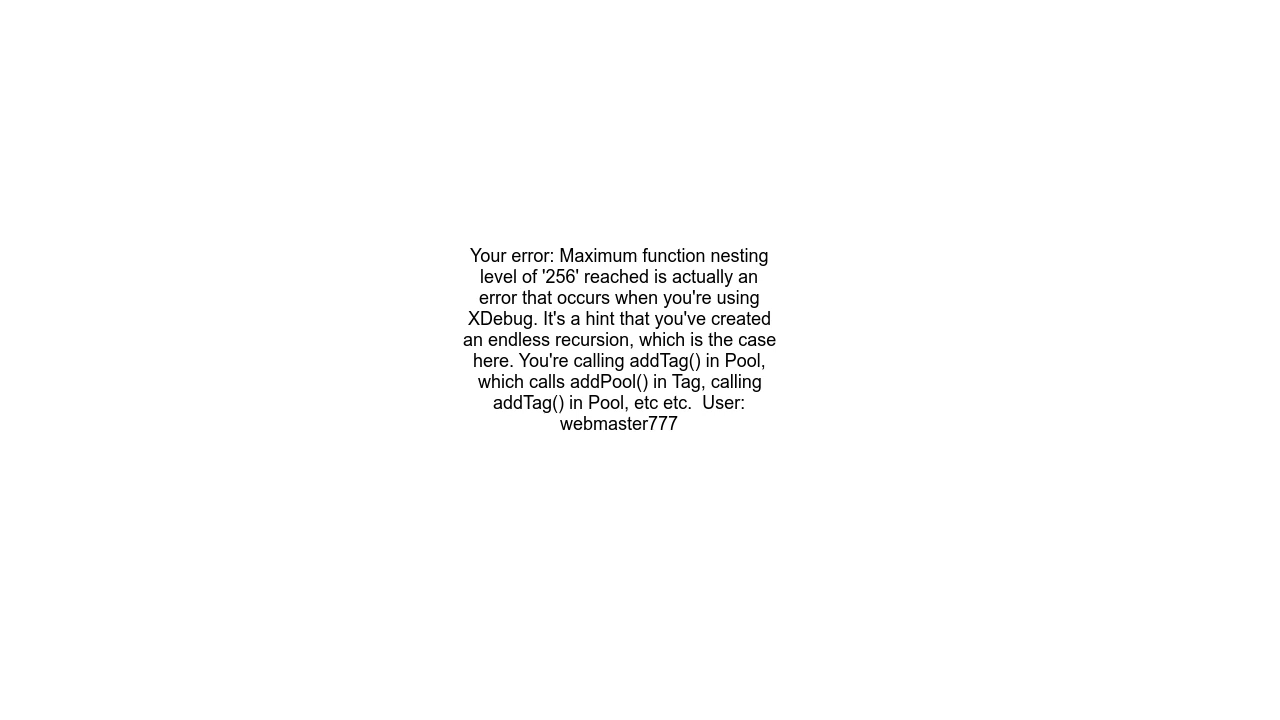 Your error: Maximum function nesting
level of '256' reached is actually an
error that occurs when you're using
XDebug. It's a hint that you've created
an endless recursion, which is the case
here. You're calling addTag() in Pool,
which calls addPool() in Tag, calling
addTag() in Pool, etc etc.  User:
webmaster777